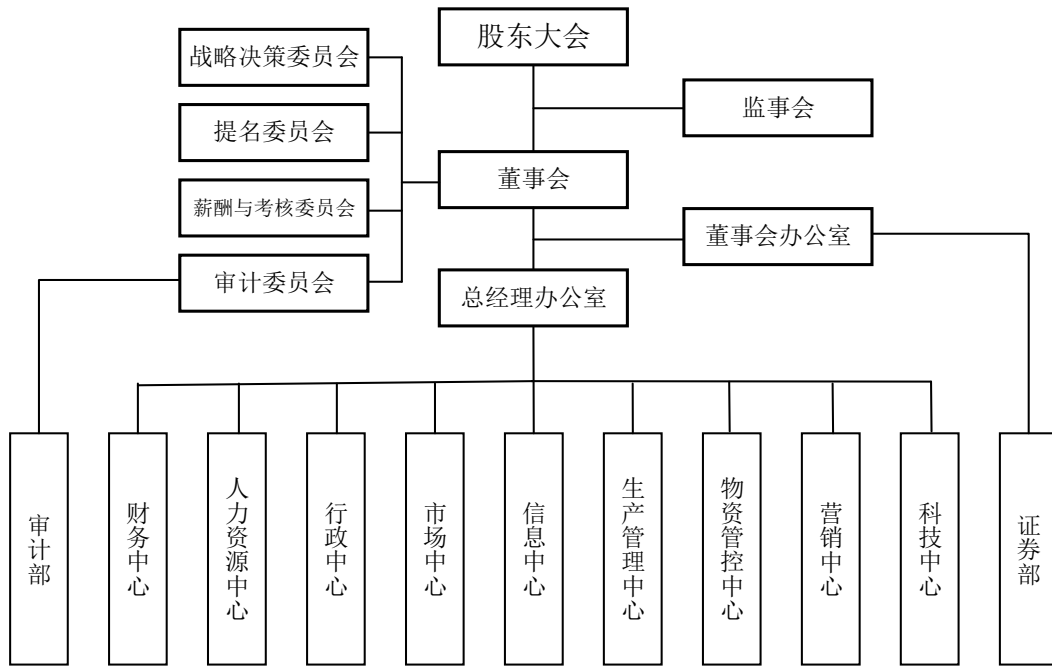 股东大会
战略决策委员会
监事会
提名委员会
董事会
薪酬与考核委员会
董事会办公室
审计委员会
总经理办公室
审计部
财务中心
人力资源中心
行政中心
市场中心
信息中心
生产管理中心
物资管控中心
营销中心
科技中心
证券部